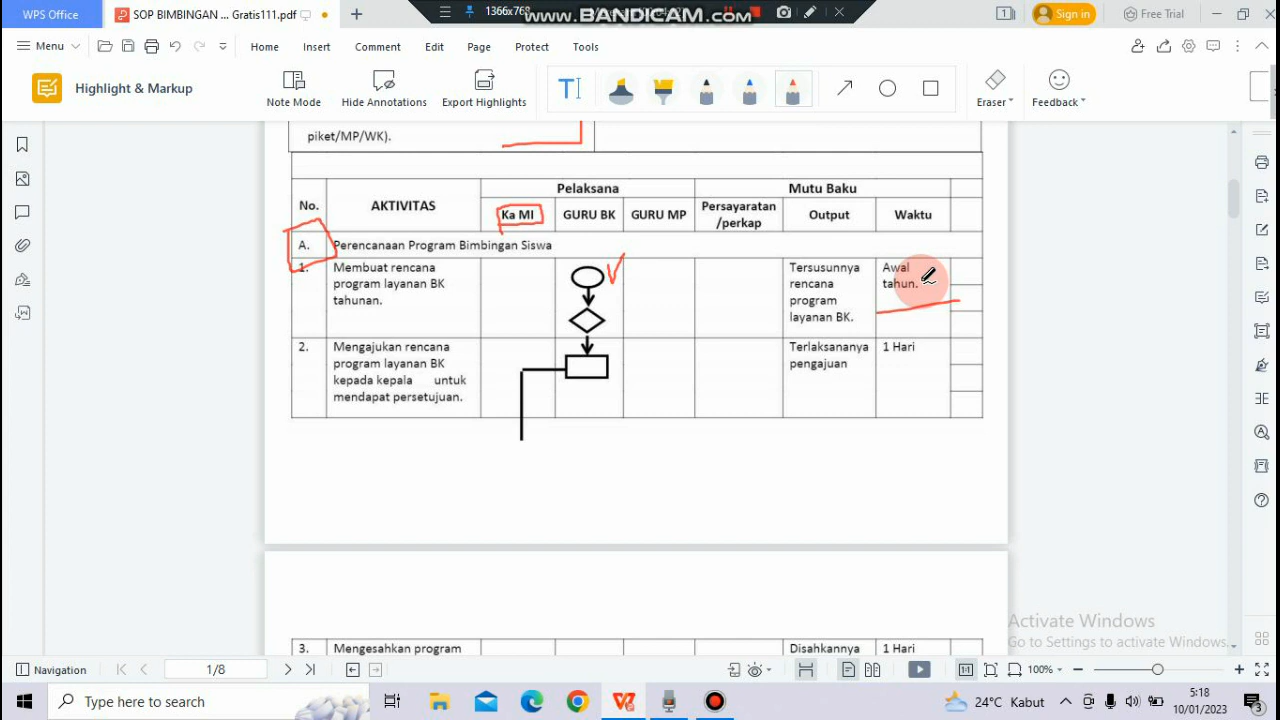 WPS Office
SOP BIMBINGAN ... Gratis111.pdf
1366x768
www.BANDICAM.com
1
Sign in
Free Trial
Menu
Home
Insert
Comment
Edit
Page
Protect
Tools
Highlight & Markup
Note Mode
Hide Annotations
Export Highlights
Eraser
Feedback
piket/MP/WK).
No.
AKTIVITAS
Pelaksana
Mutu Baku
Ka MI
GURU BK
GURU MP
Persayaratan
/perkap
Output
Waktu
A.
Perencanaan Program Bimbingan Siswa
1.
Membuat rencana
program layanan BK
tahunan.
Tersusunnya
rencana
program
layanan BK.
Awal
tahun.
2.
Mengajukan rencana
program layanan BK
kepada kepala untuk
mendapat persetujuan.
Terlaksananya
pengajuan
1 Hari
3.
Mengesahkan program
Disahkannya
1 Hari
Activate Windows
Go to Settings to activate Windows.
Navigation
1/8
100%
Type here to search
24°C Kabut
5:18
10/01/2023
3